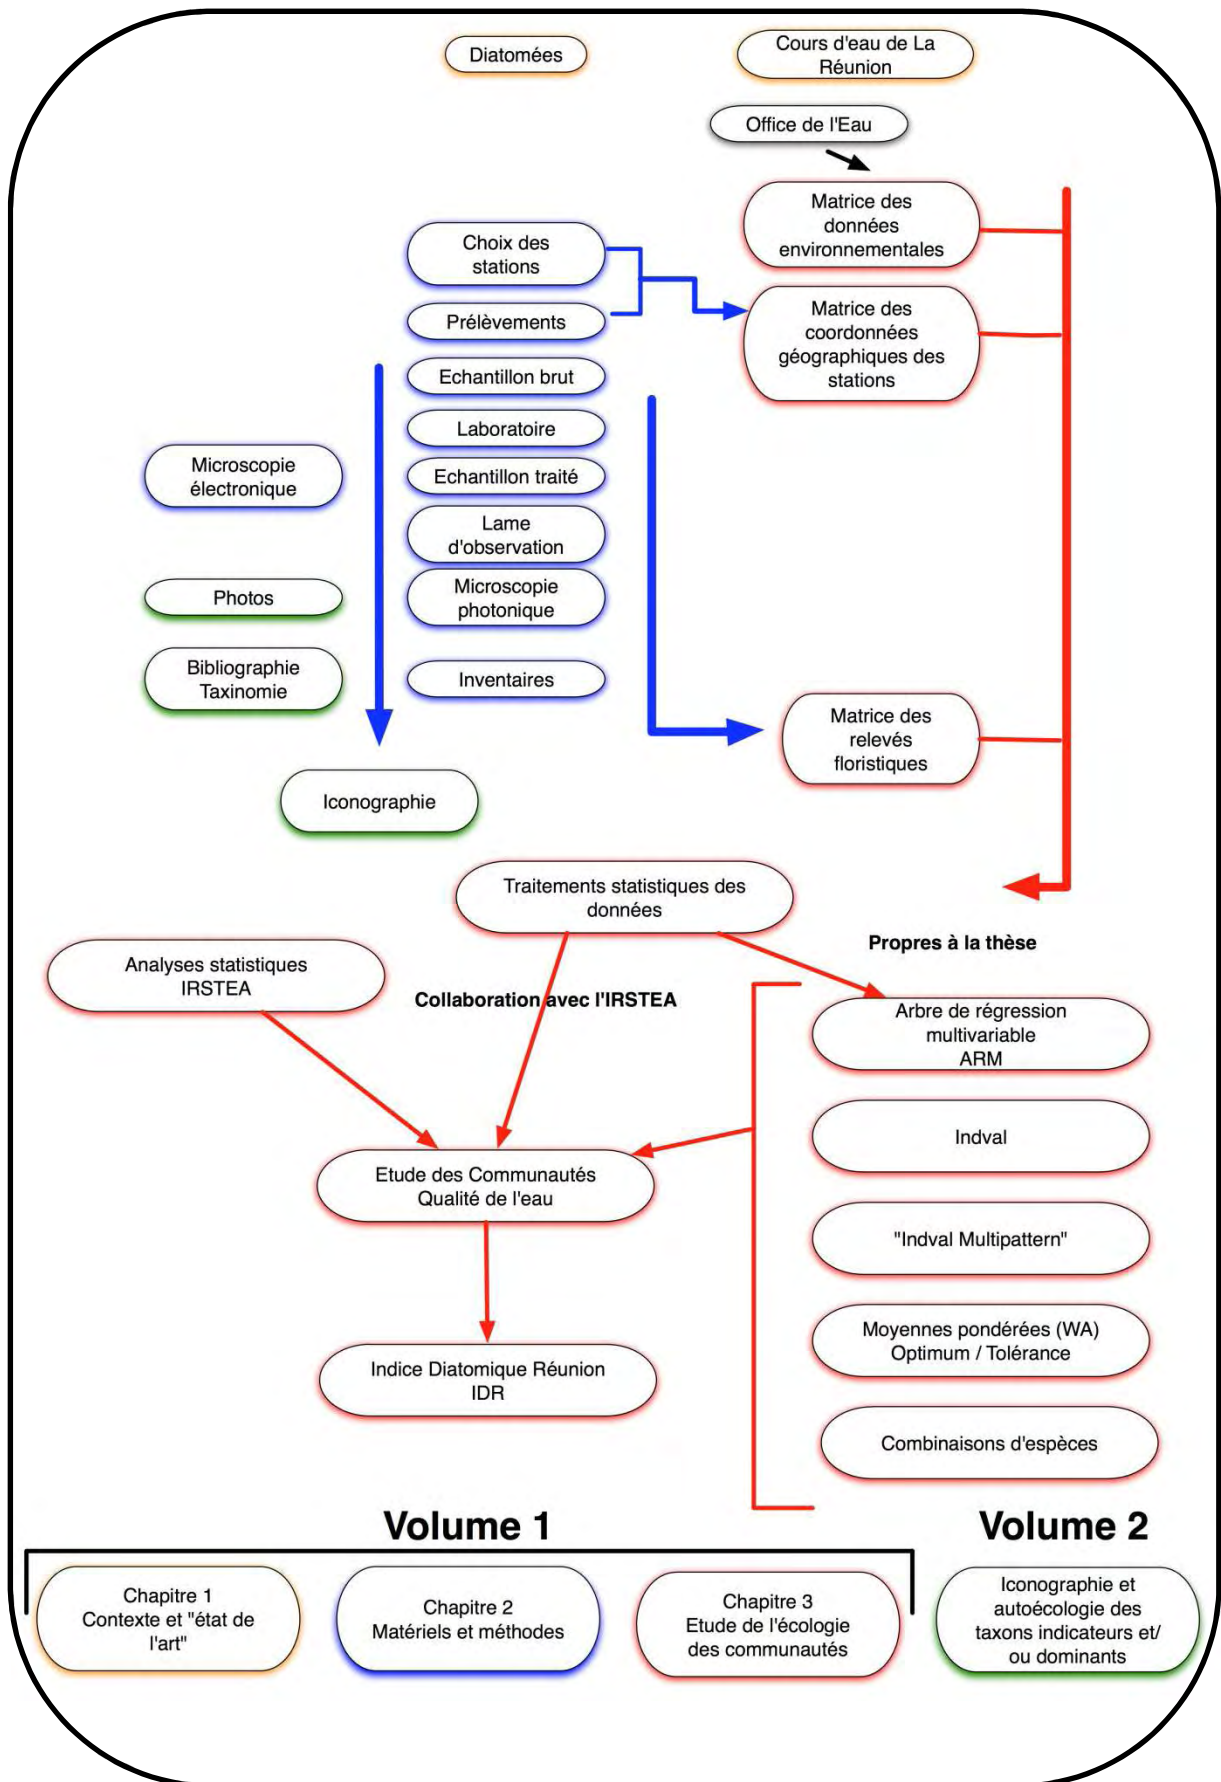 Diatomées
Cours d'eau de La
Réunion
Office de l'Eau
Matrice des
données
environnementales
Choix des
stations
Prélèvements
Matrice des
coordonnées
géographiques des
stations
Echantillon brut
Laboratoire
Microscopie
électronique
Echantillon traité
Lame
d'observation
Photos
Microscopie
photonique
Bibliographie
Taxinomie
Inventaires
Matrice des
relevés
floristiques
Iconographie
Traitements statistiques des
données
Propres à la thèse
Analyses statistiques
IRSTEA
Collaboration avec l'IRSTEA
Arbre de régression
multivariable
ARM
Indval
Etude des Communautés
Qualité de l'eau
"Indval Multipattern"
Moyennes pondérées (WA)
Optimum / Tolérance
Indice Diatomique Réunion
IDR
Combinaisons d'espèces
Volume 1
Volume 2
Chapitre 1
Contexte et "état de
l'art"
Chapitre 2
Matériels et méthodes
Chapitre 3
Etude de l'écologie
des communautés
Iconographie et
autoécologie des
taxons indicateurs et/
ou dominants